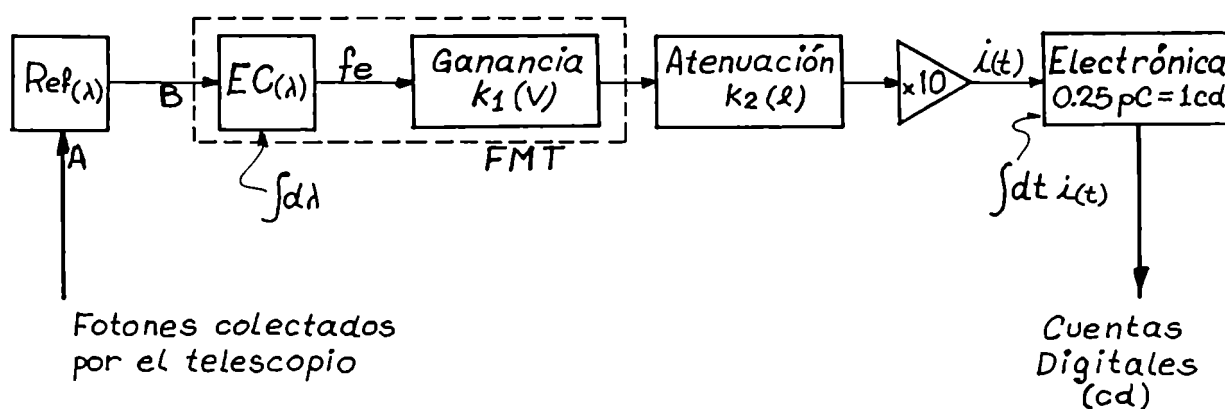 Ref(λ)
B
EC(λ)
fe
Ganancia
k₁(V)
Atenuación
k₂(ℓ)
×10
i(t)
Electrónica
0.25 pC = 1cd
A
FMT
∫dλ
∫dt i(t)
Fotones colectados
por el telescopio
Cuentas
Digitales
(cd)